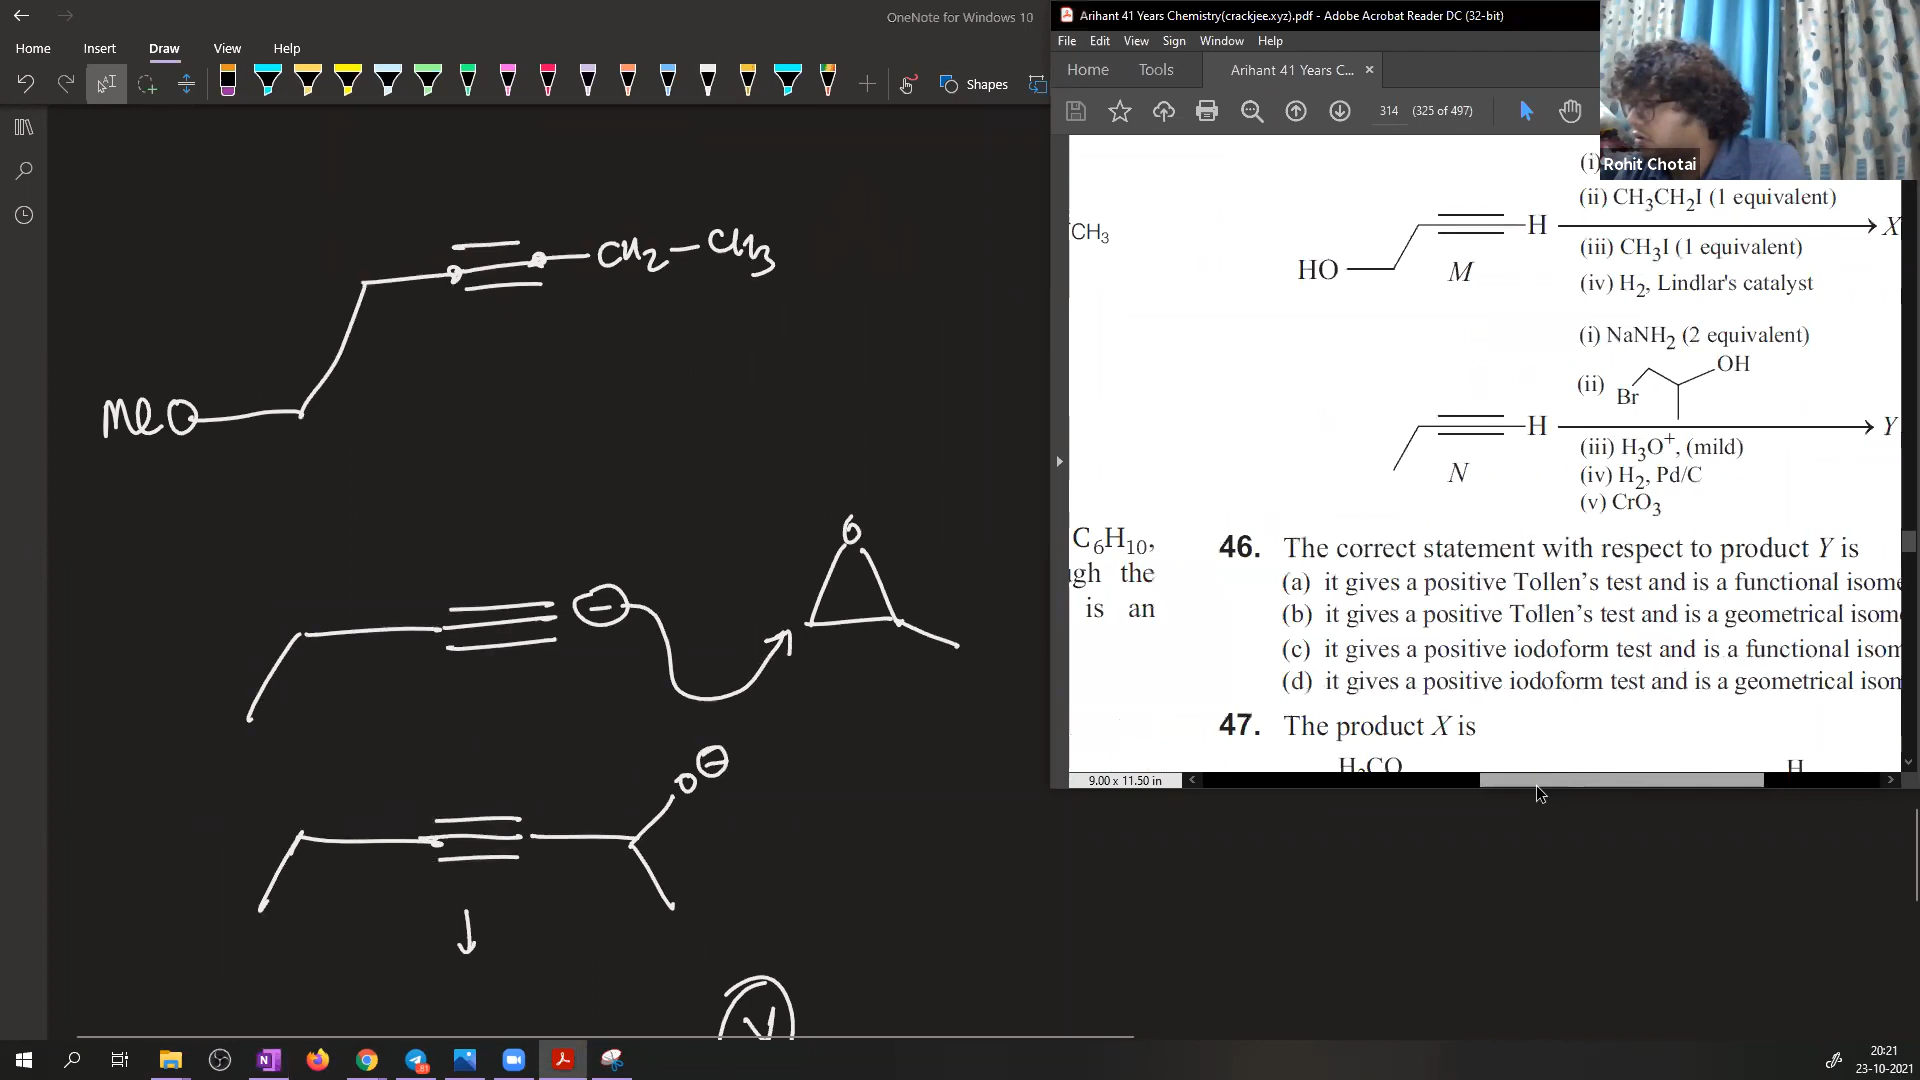 OneNote for Windows 10
Home Insert Draw View Help
Shapes
MeO
CH2 — CH3
O
O
Y
Arihant 41 Years Chemistry(crackjee.xyz).pdf - Adobe Acrobat Reader DC (32-bit)
File Edit View Sign Window Help
Home Tools Arihant 41 Years C... ×
314 (325 of 497)
Rohit Chotai
(i)
(ii) CH3CH2I (1 equivalent)
CH3
HO
H
M
X
(iii) CH3I (1 equivalent)
(iv) H2, Lindlar's catalyst
(i) NaNH2 (2 equivalent)
(ii)
Br
OH
H
N
Y
(iii) H3O+, (mild)
(iv) H2, Pd/C
(v) CrO3
C6H10,
gh the
is an
46. The correct statement with respect to product Y is
(a) it gives a positive Tollen's test and is a functional isome
(b) it gives a positive Tollen's test and is a geometrical isom
(c) it gives a positive iodoform test and is a functional isom
(d) it gives a positive iodoform test and is a geometrical isom
47. The product X is
H3CO
H
9.00 x 11.50 in
20:21
23-10-2021